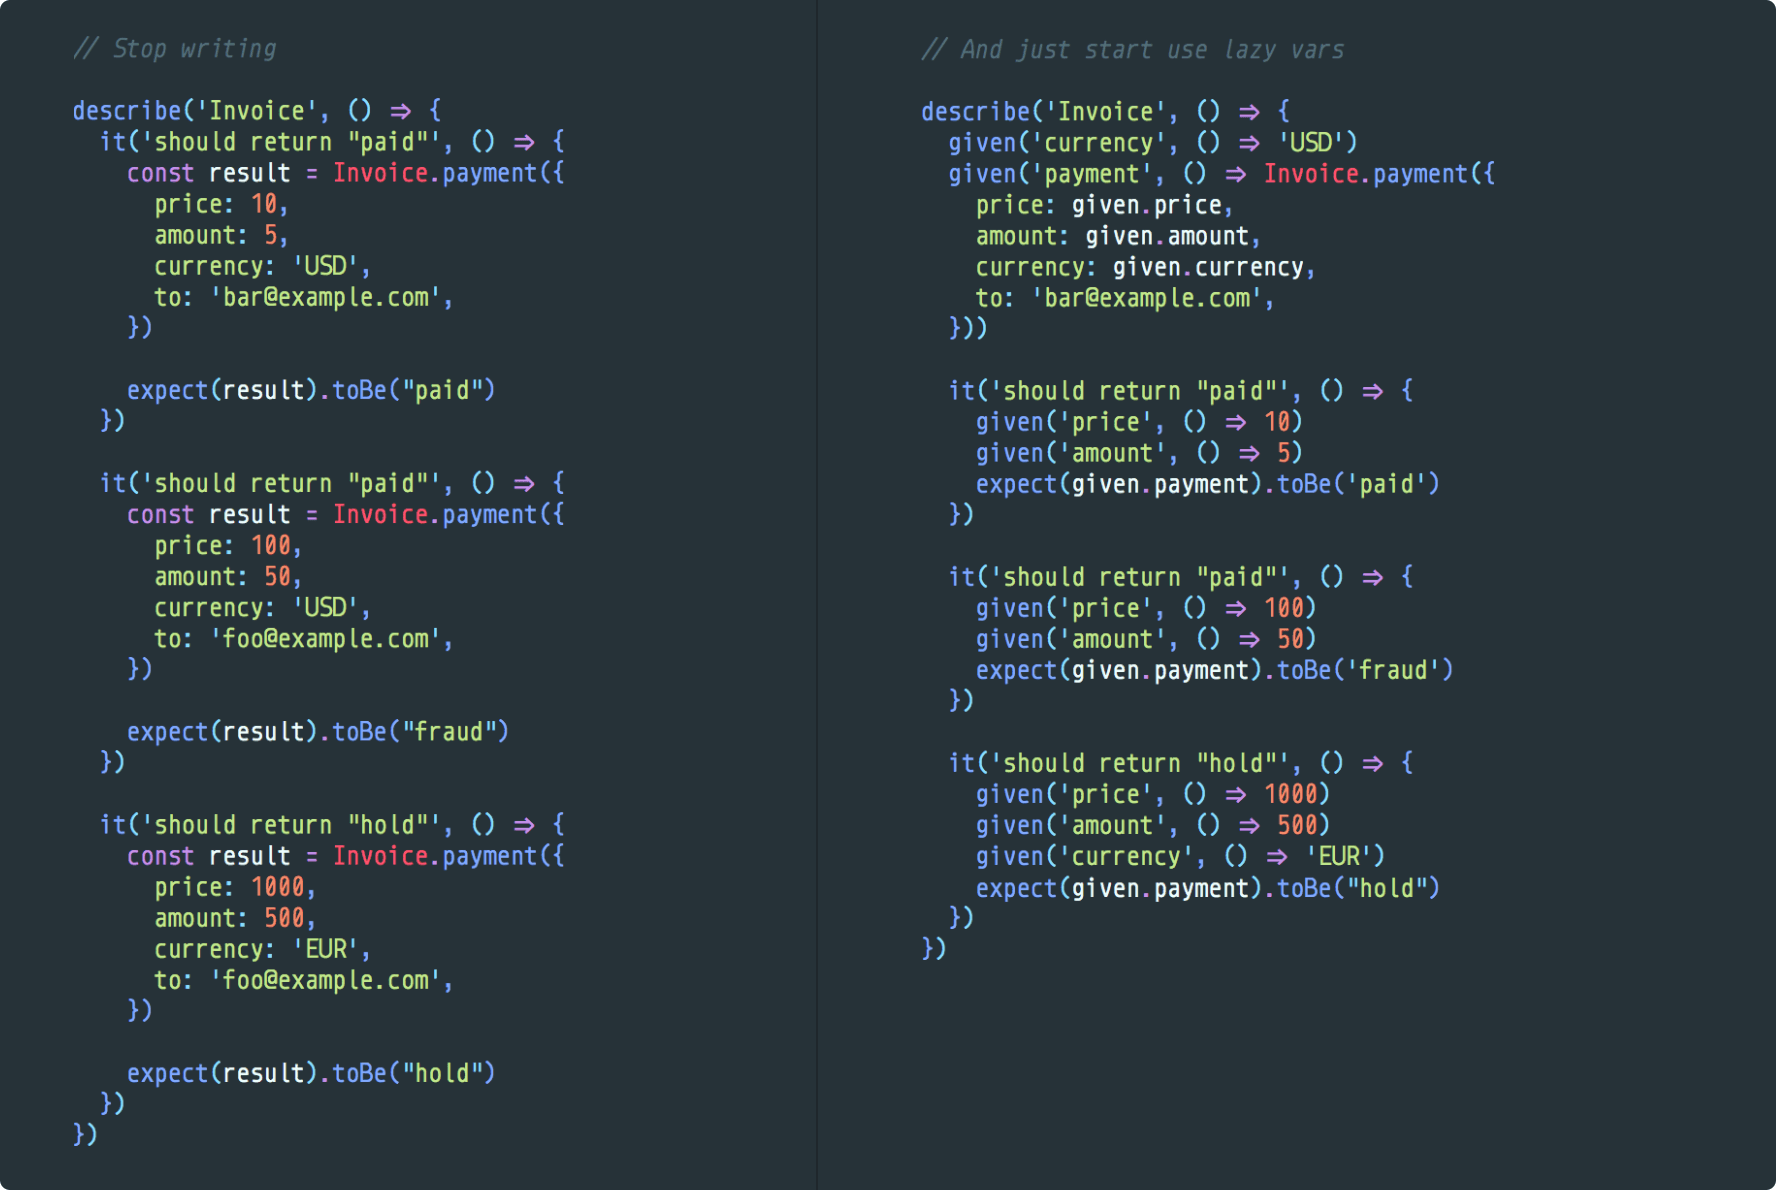 // Stop writing

describe('Invoice', () => {
  it('should return "paid"', () => {
    const result = Invoice.payment({
      price: 10,
      amount: 5,
      currency: 'USD',
      to: 'bar@example.com',
    })

    expect(result).toBe("paid")
  })

  it('should return "paid"', () => {
    const result = Invoice.payment({
      price: 100,
      amount: 50,
      currency: 'USD',
      to: 'foo@example.com',
    })

    expect(result).toBe("fraud")
  })

  it('should return "hold"', () => {
    const result = Invoice.payment({
      price: 1000,
      amount: 500,
      currency: 'EUR',
      to: 'foo@example.com',
    })

    expect(result).toBe("hold")
  })
})

// And just start use lazy vars

describe('Invoice', () => {
  given('currency', () => 'USD')
  given('payment', () => Invoice.payment({
    price: given.price,
    amount: given.amount,
    currency: given.currency,
    to: 'bar@example.com',
  }))

  it('should return "paid"', () => {
    given('price', () => 10)
    given('amount', () => 5)
    expect(given.payment).toBe('paid')
  })

  it('should return "paid"', () => {
    given('price', () => 100)
    given('amount', () => 50)
    expect(given.payment).toBe('fraud')
  })

  it('should return "hold"', () => {
    given('price', () => 1000)
    given('amount', () => 500)
    given('currency', () => 'EUR')
    expect(given.payment).toBe("hold")
  })
})